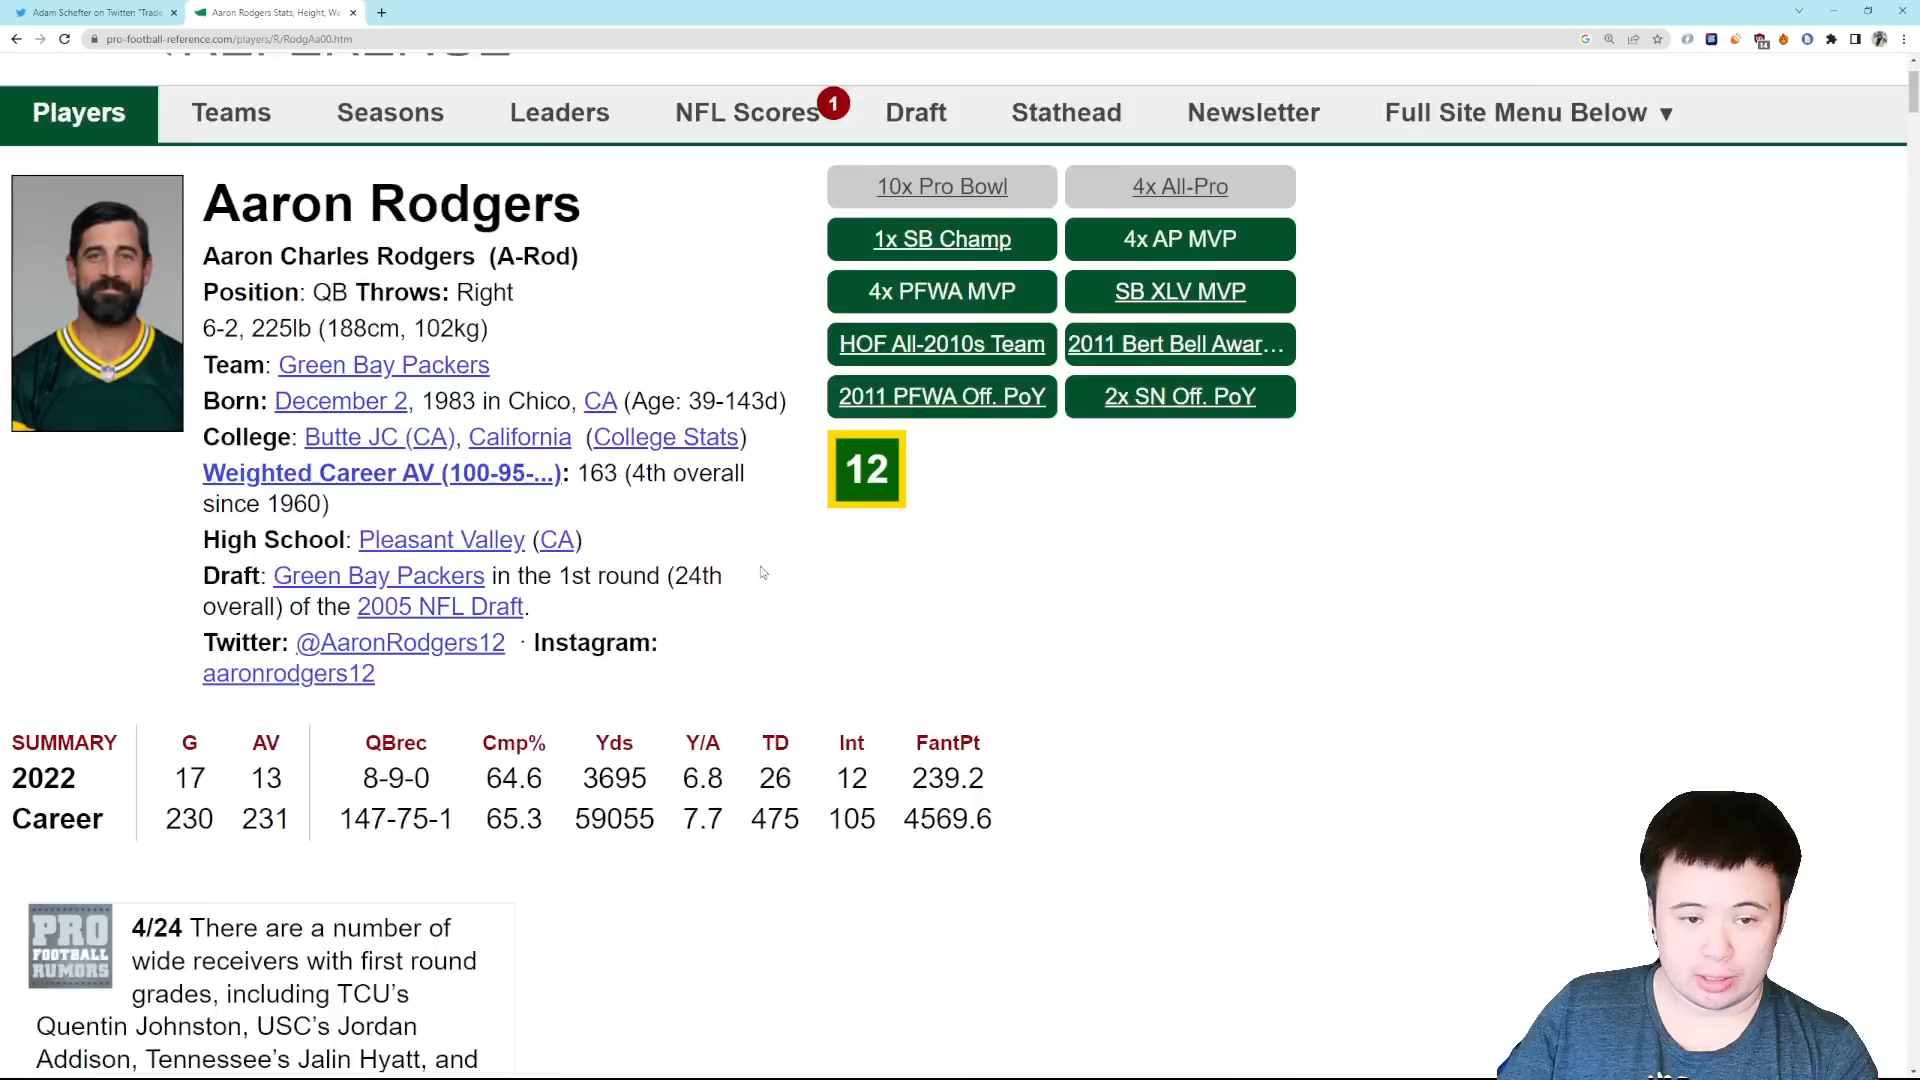 Adam Schefter on Twitter: "Trade
Aaron Rodgers Stats, Height, We
pro-football-reference.com/players/R/RodgAa00.htm
Players
Teams
Seasons
Leaders
NFL Scores
1
Draft
Stathead
Newsletter
Full Site Menu Below ▼
Aaron Rodgers
Aaron Charles Rodgers (A-Rod)
Position: QB Throws: Right
6-2, 225lb (188cm, 102kg)
Team: Green Bay Packers
Born: December 2, 1983 in Chico, CA (Age: 39-143d)
College: Butte JC (CA), California (College Stats)
Weighted Career AV (100-95-...): 163 (4th overall
since 1960)
High School: Pleasant Valley (CA)
Draft: Green Bay Packers in the 1st round (24th
overall) of the 2005 NFL Draft.
Twitter: @AaronRodgers12 · Instagram:
aaronrodgers12
10x Pro Bowl
4x All-Pro
1x SB Champ
4x AP MVP
4x PFWA MVP
SB XLV MVP
HOF All-2010s Team
2011 Bert Bell Awar...
2011 PFWA Off. PoY
2x SN Off. PoY
12
SUMMARY G AV QBrec Cmp% Yds Y/A TD Int FantPt
2022 17 13 8-9-0 64.6 3695 6.8 26 12 239.2
Career 230 231 147-75-1 65.3 59055 7.7 475 105 4569.6
PRO
FOOTBALL
RUMORS
4/24 There are a number of
wide receivers with first round
grades, including TCU's
Quentin Johnston, USC's Jordan
Addison, Tennessee's Jalin Hyatt, and